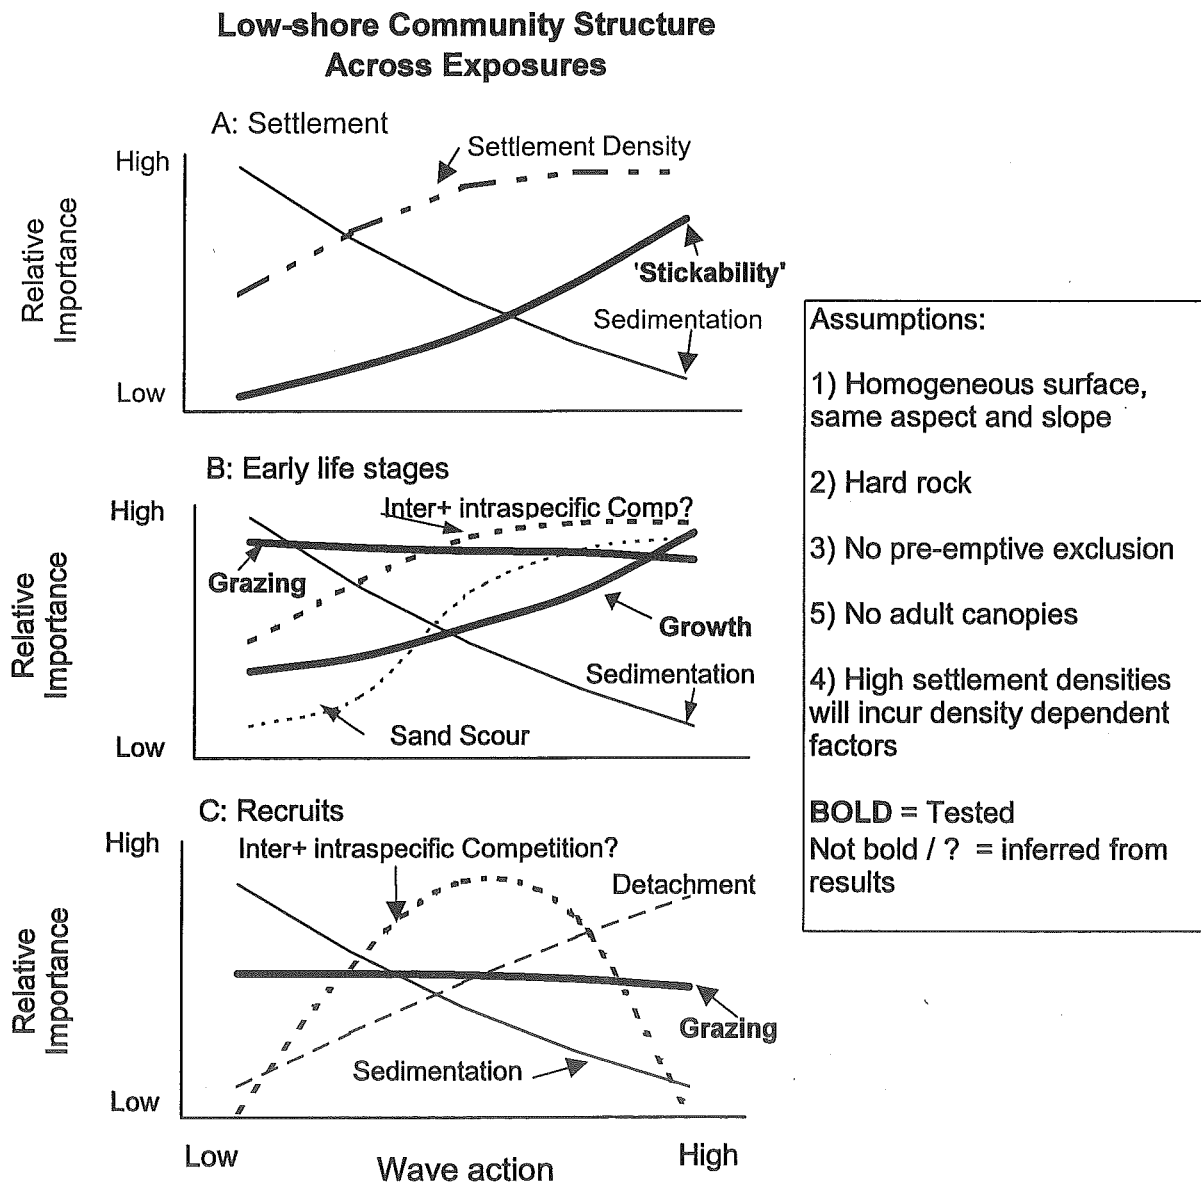 Low-shore Community Structure
Across Exposures
A: Settlement
High
Settlement Density
'Stickability'
Sedimentation
Low
Relative
Importance
B: Early life stages
High
Inter+ intraspecific Comp?
Grazing
Growth
Sedimentation
Sand Scour
Low
Relative
Importance
C: Recruits
High
Inter+ intraspecific Competition?
Detachment
Grazing
Sedimentation
Low
Relative
Importance
Low
Wave action
High
Assumptions:
1) Homogeneous surface,
same aspect and slope
2) Hard rock
3) No pre-emptive exclusion
5) No adult canopies
4) High settlement densities
will incur density dependent
factors
BOLD = Tested
Not bold / ? = inferred from
results